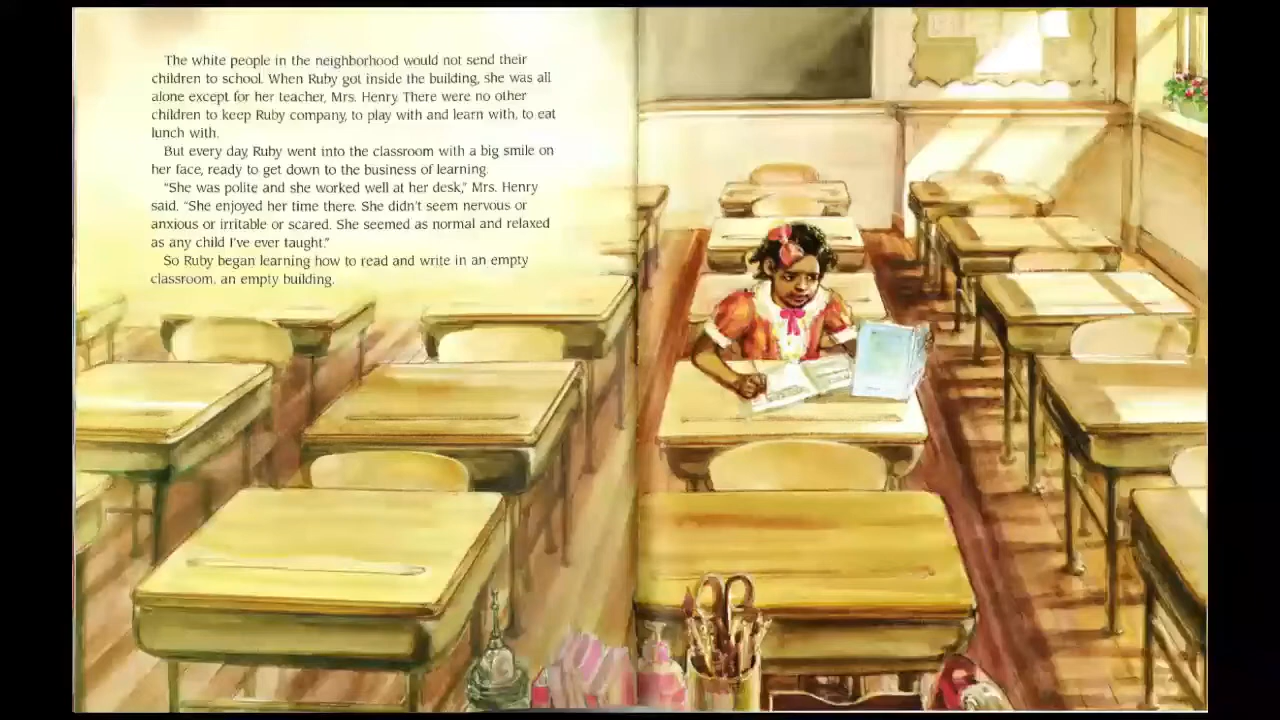 The white people in the neighborhood would not send their
children to school. When Ruby got inside the building, she was all
alone except for her teacher, Mrs. Henry. There were no other
children to keep Ruby company, to play with and learn with, to eat
lunch with.
But every day, Ruby went into the classroom with a big smile on
her face, ready to get down to the business of learning.
"She was polite and she worked well at her desk," Mrs. Henry
said. "She enjoyed her time there. She didn't seem nervous or
anxious or irritable or scared. She seemed as normal and relaxed
as any child I've ever taught."
So Ruby began learning how to read and write in an empty
classroom, an empty building.